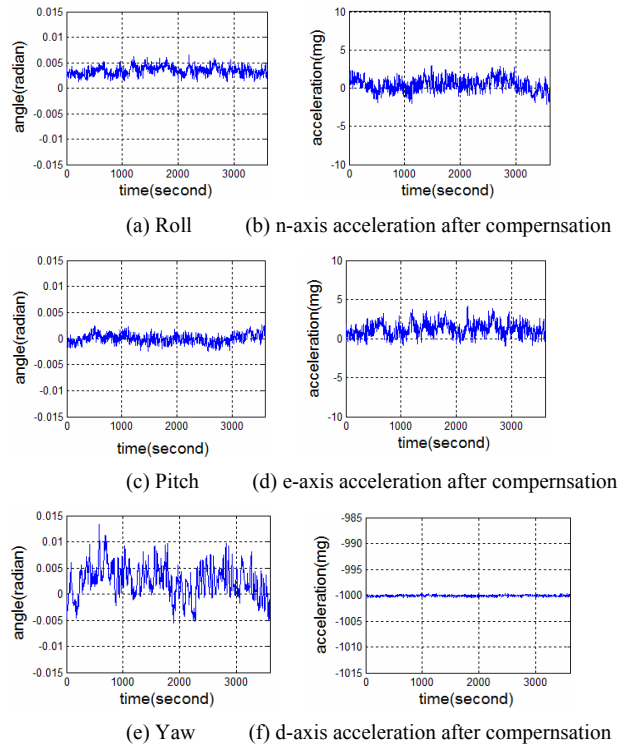 0.015
0.01
0.005
0
-0.005
-0.01
-0.015
angle(radian)
0 1000 2000 3000
time(second)
10
5
0
-5
-10
acceleration(mg)
0 1000 2000 3000
time(second)
(a) Roll (b) n-axis acceleration after compernsation
0.015
0.01
0.005
0
-0.005
-0.01
-0.015
angle(radian)
0 1000 2000 3000
time(second)
10
5
0
-5
-10
acceleration(mg)
0 1000 2000 3000
time(second)
(c) Pitch (d) e-axis acceleration after compernsation
0.015
0.01
0.005
0
-0.005
-0.01
-0.015
angle(radian)
0 1000 2000 3000
time(second)
-985
-990
-995
-1000
-1005
-1010
-1015
acceleration(mg)
0 1000 2000 3000
time(second)
(e) Yaw (f) d-axis acceleration after compernsation